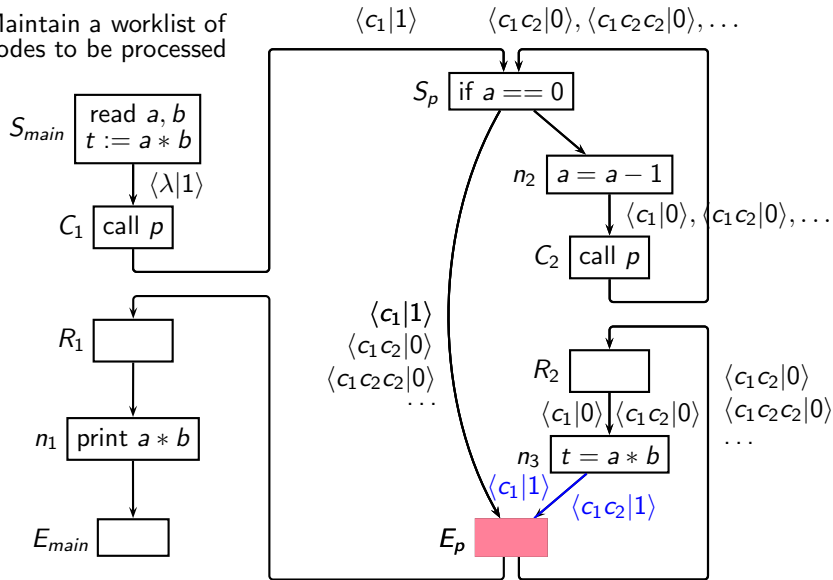 Maintain a worklist of
nodes to be processed
⟨c₁|1⟩
⟨c₁c₂|0⟩, ⟨c₁c₂c₂|0⟩, . . .
S_main
read a, b
t := a ∗ b
⟨λ|1⟩
C₁
call p
S_p
if a == 0
n₂
a = a − 1
⟨c₁|0⟩, ⟨c₁c₂|0⟩, . . .
C₂
call p
R₁
⟨c₁|1⟩
⟨c₁c₂|0⟩
⟨c₁c₂c₂|0⟩
. . .
R₂
⟨c₁c₂|0⟩
⟨c₁c₂c₂|0⟩
. . .
⟨c₁|0⟩
⟨c₁c₂|0⟩
n₁
print a ∗ b
n₃
t = a ∗ b
⟨c₁|1⟩
⟨c₁c₂|1⟩
E_main
E_p